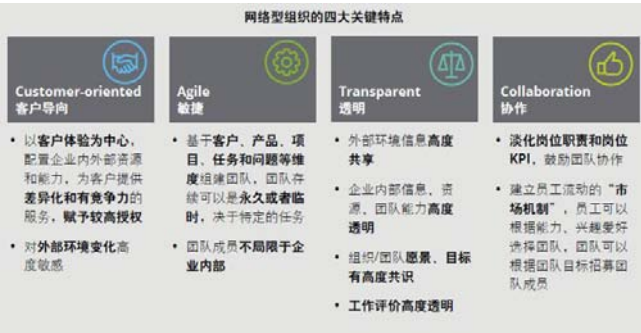 网络型组织的四大关键特点
Customer-oriented
客户导向
• 以客户体验为中心，
配置企业内外部资源
和能力，为客户提供
差异化和有竞争力的
服务，赋予较高授权
• 对外部环境变化高
度敏感
Agile
敏捷
• 基于客户、产品、项
目、任务和问题等维
度组建团队，团队存
续可以是永久或者临
时，决于特定的任务
• 团队成员不局限于企
业内部
Transparent
透明
• 外部环境信息高度
共享
• 企业内部信息、资
源、团队能力高度
透明
• 组织/团队愿景、目标
有高度共识
• 工作评价高度透明
Collaboration
协作
• 淡化岗位职责和岗位
KPI，鼓励团队协作
• 建立员工流动的“市
场机制”，员工可以
根据能力、兴趣爱好
选择团队，团队可以
根据团队目标招募团
队成员